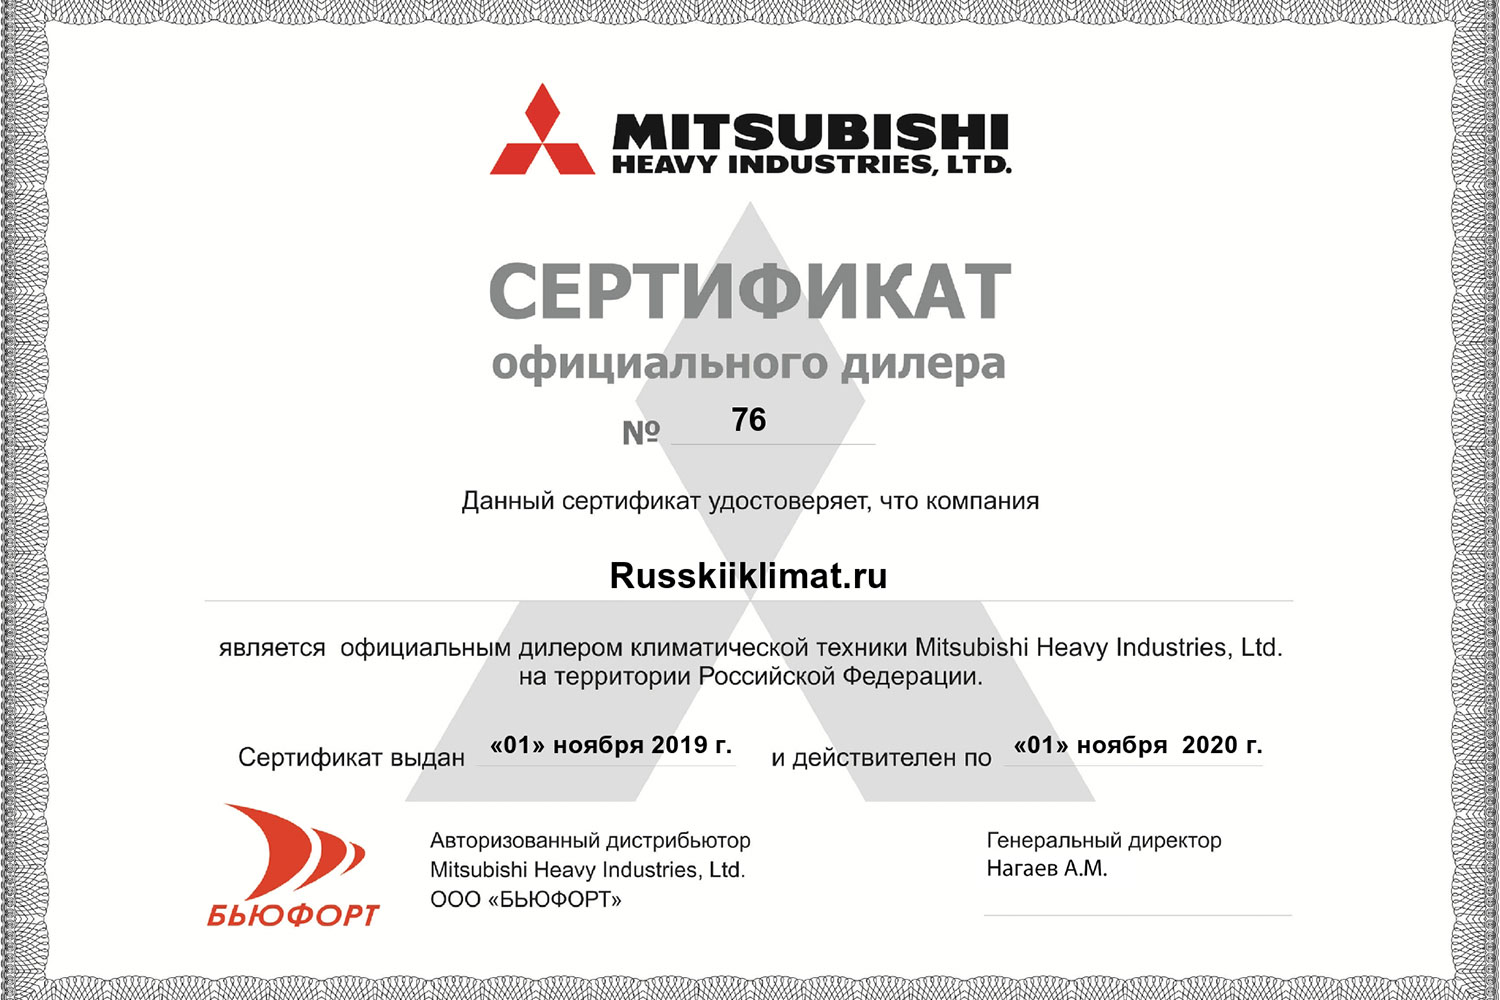 MITSUBISHI
HEAVY INDUSTRIES, LTD.
СЕРТИФИКАТ
официального дилера
№ 76
Данный сертификат удостоверяет, что компания
Russkiiklimat.ru
является официальным дилером климатической техники Mitsubishi Heavy Industries, Ltd.
на территории Российской Федерации.
Сертификат выдан «01» ноября 2019 г. и действителен по «01» ноября 2020 г.
БЬЮФОРТ
Авторизованный дистрибьютор
Mitsubishi Heavy Industries, Ltd.
ООО «БЬЮФОРТ»
Генеральный директор
Нагаев А.М.